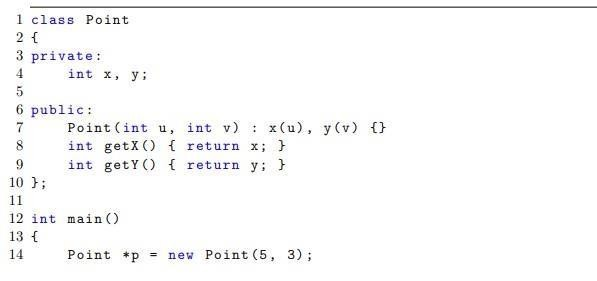 1 class Point
2 {
3 private:
4     int x, y;
5
6 public:
7     Point(int u, int v) : x(u), y(v) {}
8     int getX() { return x; }
9     int getY() { return y; }
10 };
11
12 int main()
13 {
14     Point *p = new Point(5, 3);